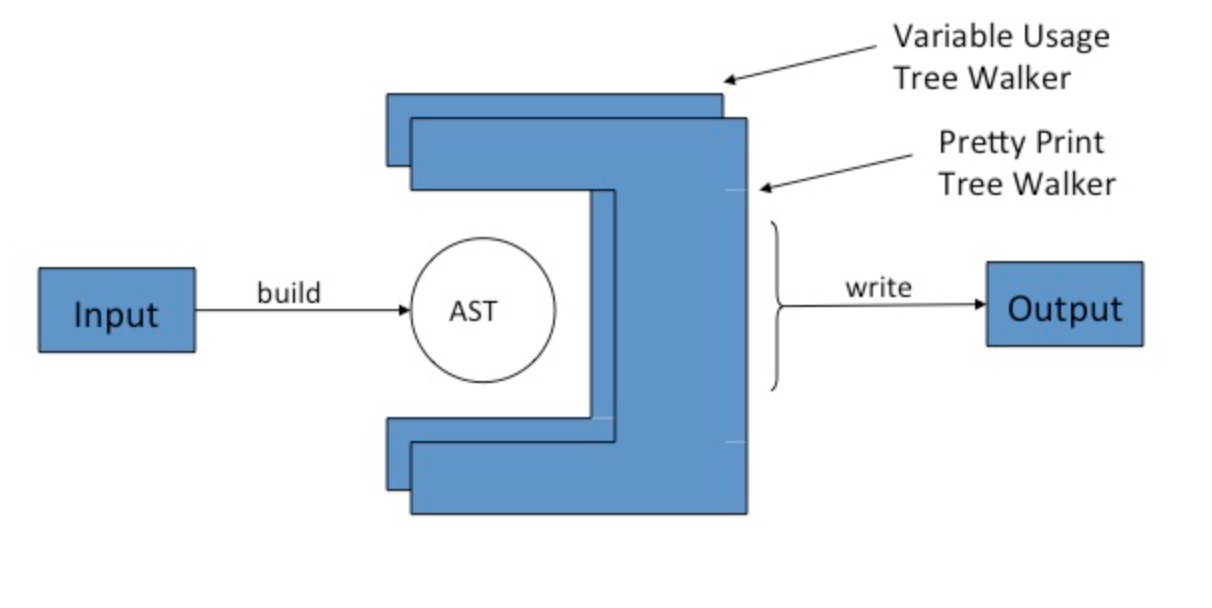 Variable Usage
Tree Walker
Pretty Print
Tree Walker
Input
build
AST
write
Output